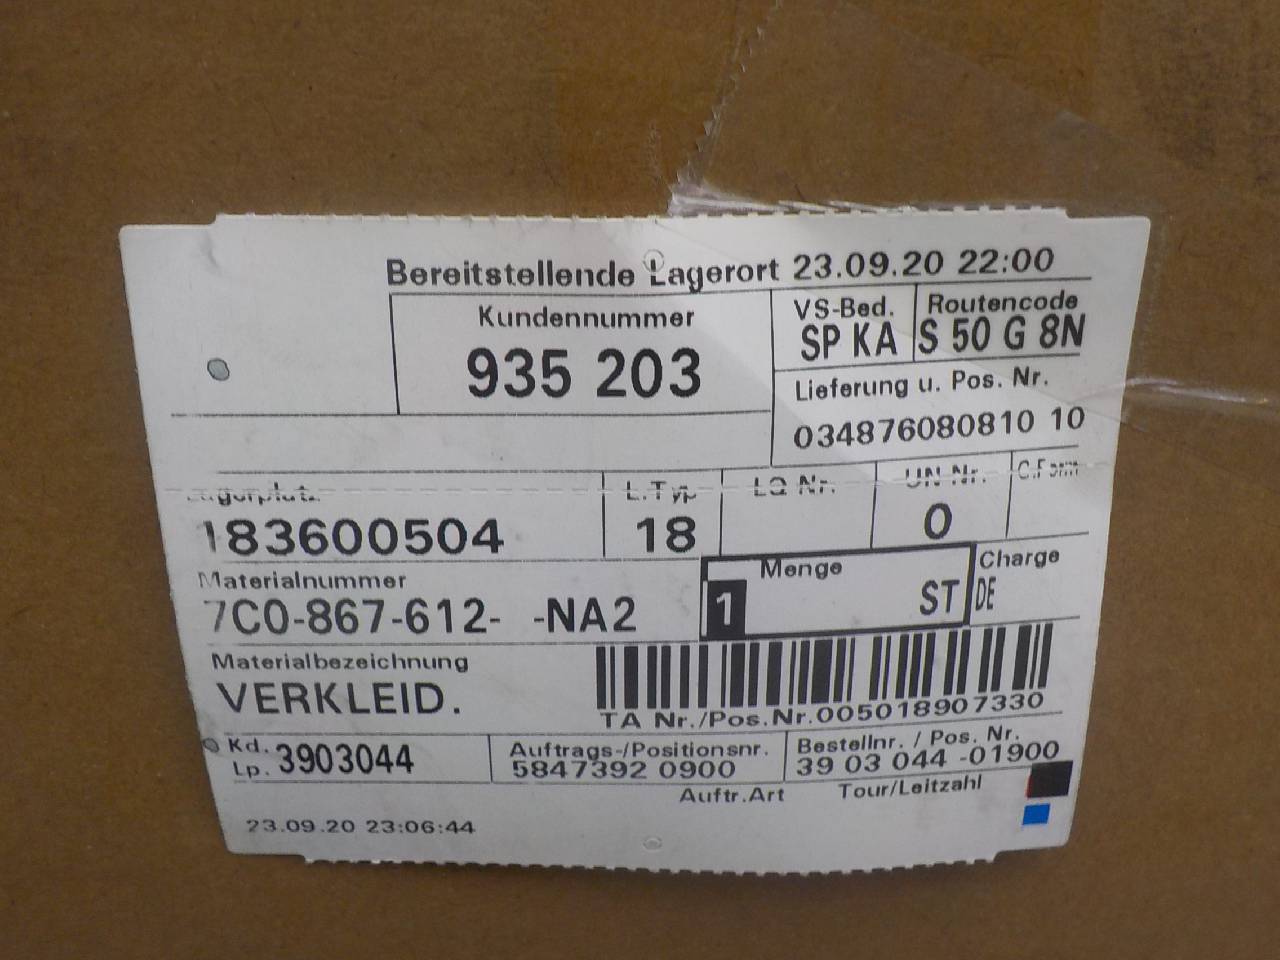 Bereitstellende Lagerort 23.09.20 22:00
Kundennummer
935 203
VS-Bed.
SP KA
Routencode
S 50 G 8N
Lieferung u. Pos. Nr.
034876080810 10
Lagerplatz
183600504
L.Typ
18
LQ Nr.
UN-Nr.
0
Materialnummer
7C0-867-612- -NA2
Menge
1 ST
Charge
DE
Materialbezeichnung
VERKLEID.
TA Nr./Pos.Nr.005018907330
Kd. Lp. 3903044
Auftrags-/Positionsnr.
5847392 0900
Bestellnr. / Pos. Nr.
39 03 044 -01900
Auftr.Art
Tour/Leitzahl
23.09.20 23:06:44